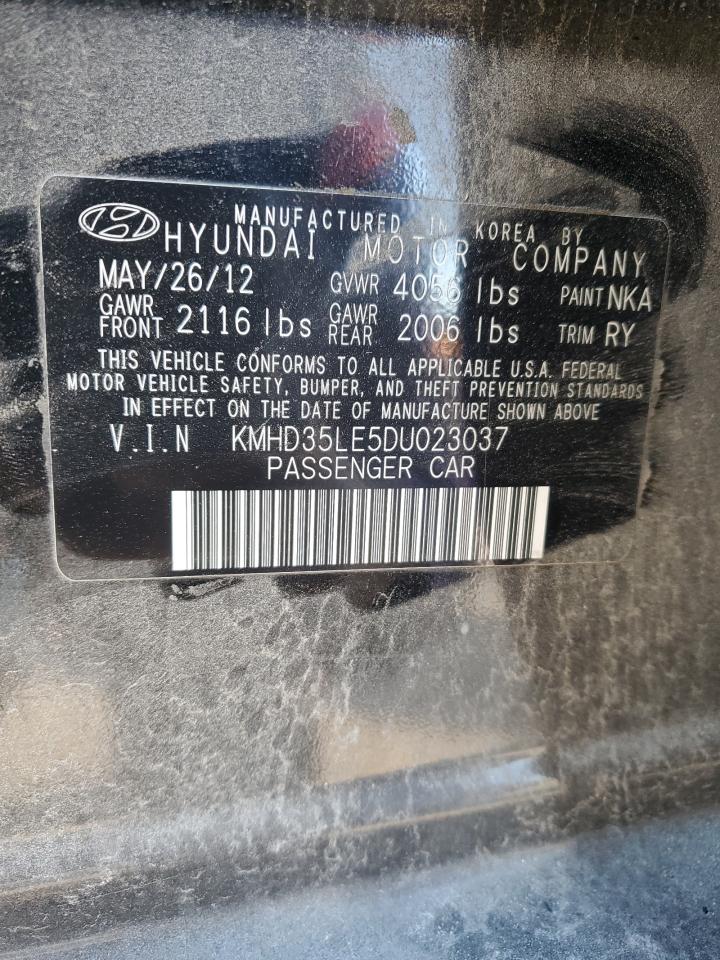 MANUFACTURED IN KOREA BY
HYUNDAI MOTOR COMPANY
MAY/26/12 GVWR 4056 lbs PAINT NKA
GAWR FRONT 2116 lbs GAWR REAR 2006 lbs TRIM RY
THIS VEHICLE CONFORMS TO ALL APPLICABLE U.S.A. FEDERAL
MOTOR VEHICLE SAFETY, BUMPER, AND THEFT PREVENTION STANDARDS
IN EFFECT ON THE DATE OF MANUFACTURE SHOWN ABOVE
V.I.N KMHD35LE5DU023037
PASSENGER CAR